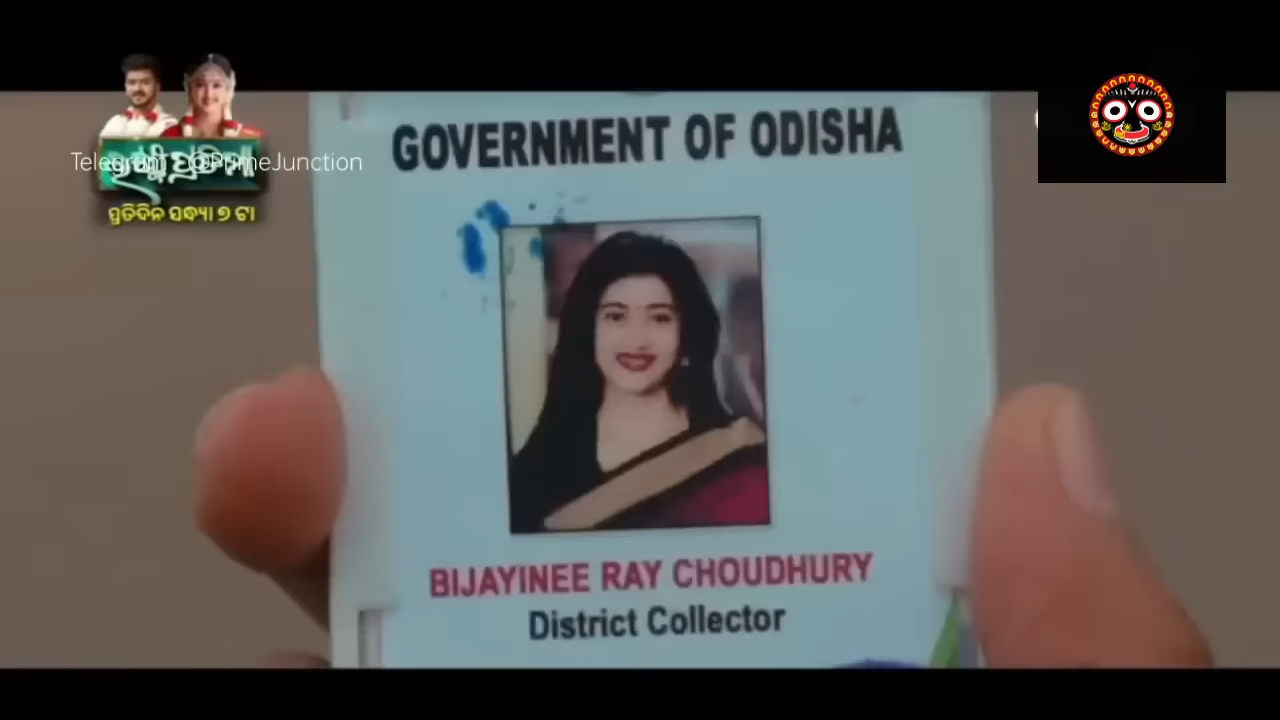 GOVERNMENT OF ODISHA
Telegram @PrimeJunction
ପ୍ରତିଦିନ ସନ୍ଧ୍ୟା ୭ ଟା
BIJAYINEE RAY CHOUDHURY
District Collector